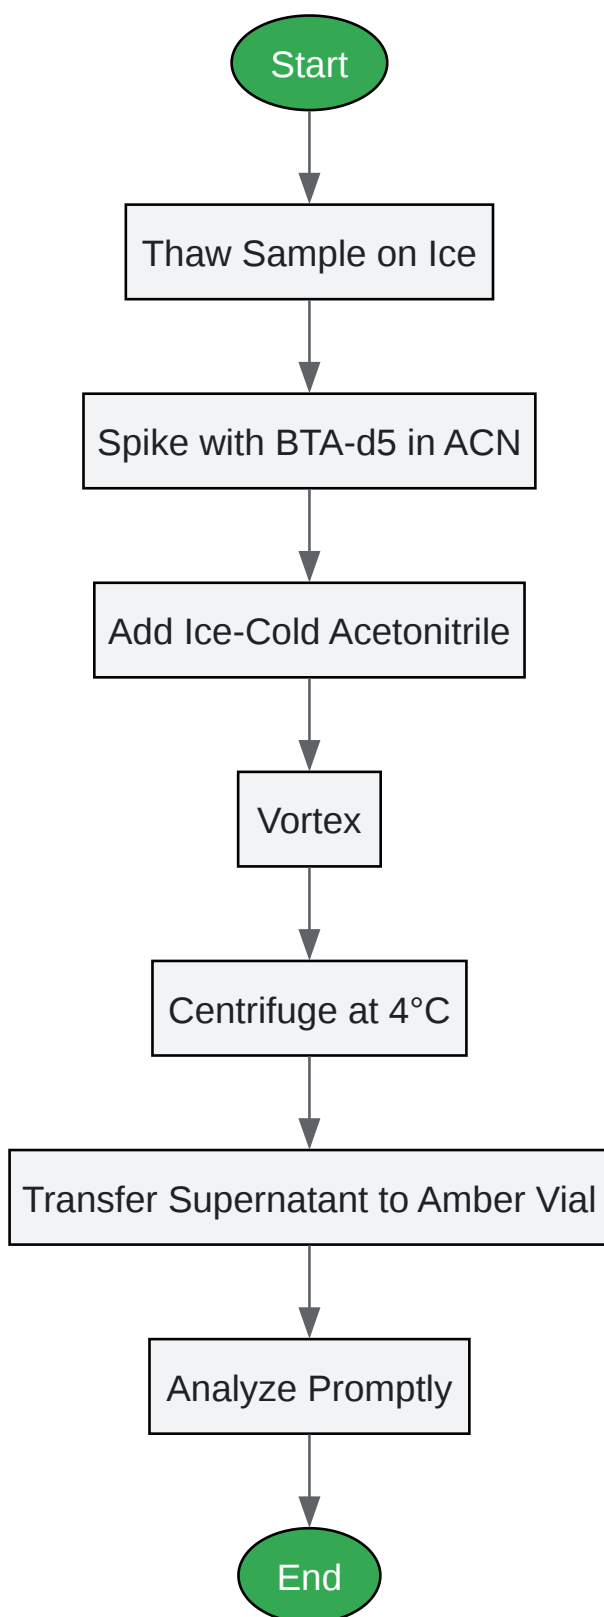 Start
Thaw Sample on Ice
Spike with BTA-d5 in ACN
Add Ice-Cold Acetonitrile
Vortex
Centrifuge at 4°C
Transfer Supernatant to Amber Vial
Analyze Promptly
End